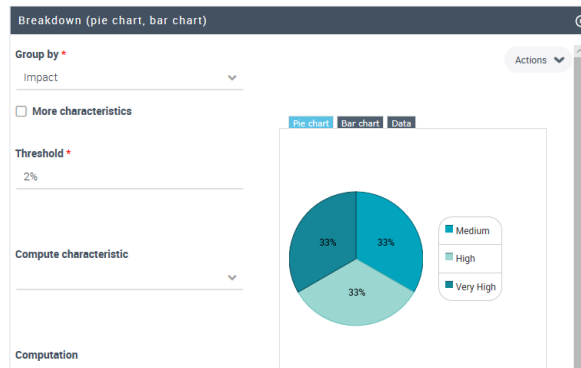 Breakdown (pie chart, bar chart)
Group by *
Impact
More characteristics
Threshold *
2%
Compute characteristic
Computation
Actions
Pie chart Bar chart Data
33% 33%
33%
Medium
High
Very High